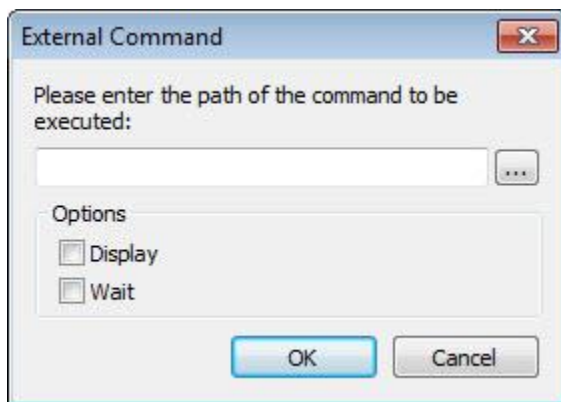 External Command
Please enter the path of the command to be
executed:
...
Options
Display
Wait
OK Cancel